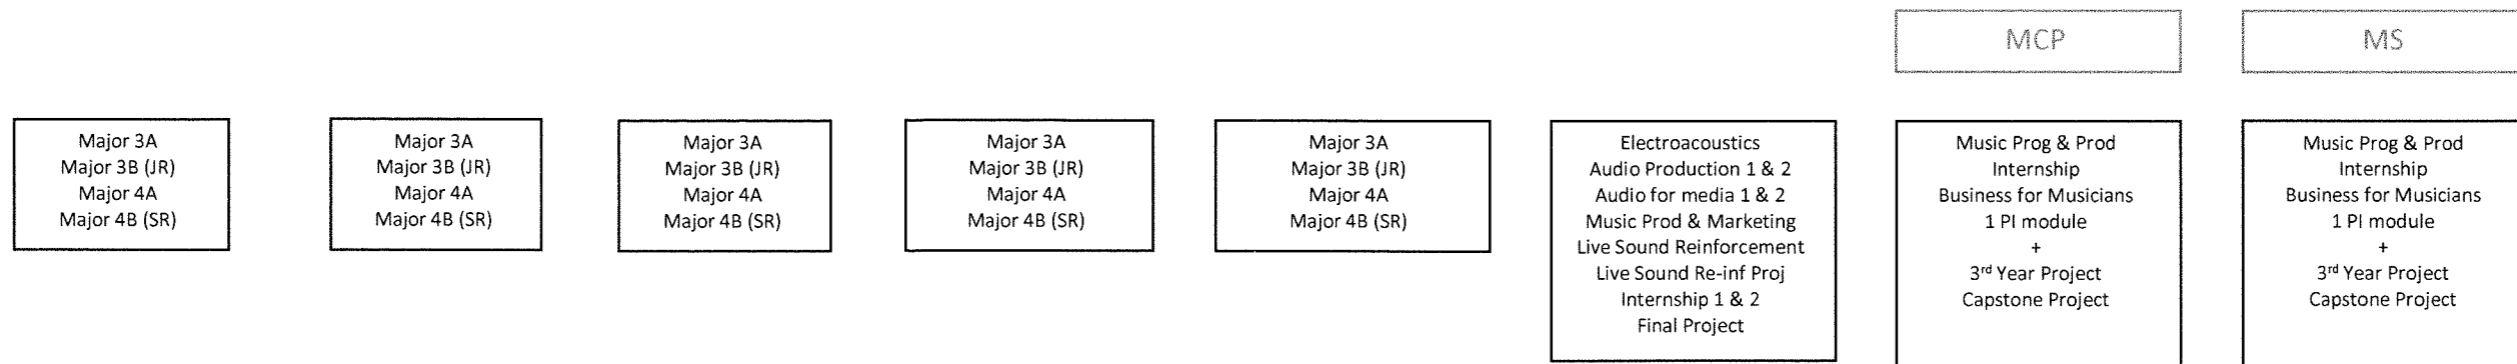 MCP
MS
Major 3A
Major 3B (JR)
Major 4A
Major 4B (SR)
Major 3A
Major 3B (JR)
Major 4A
Major 4B (SR)
Major 3A
Major 3B (JR)
Major 4A
Major 4B (SR)
Major 3A
Major 3B (JR)
Major 4A
Major 4B (SR)
Major 3A
Major 3B (JR)
Major 4A
Major 4B (SR)
Electroacoustics
Audio Production 1 & 2
Audio for media 1 & 2
Music Prod & Marketing
Live Sound Reinforcement
Live Sound Re-inf Proj
Internship 1 & 2
Final Project
Music Prog & Prod
Internship
Business for Musicians
1 PI module
+
3rd Year Project
Capstone Project
Music Prog & Prod
Internship
Business for Musicians
1 PI module
+
3rd Year Project
Capstone Project